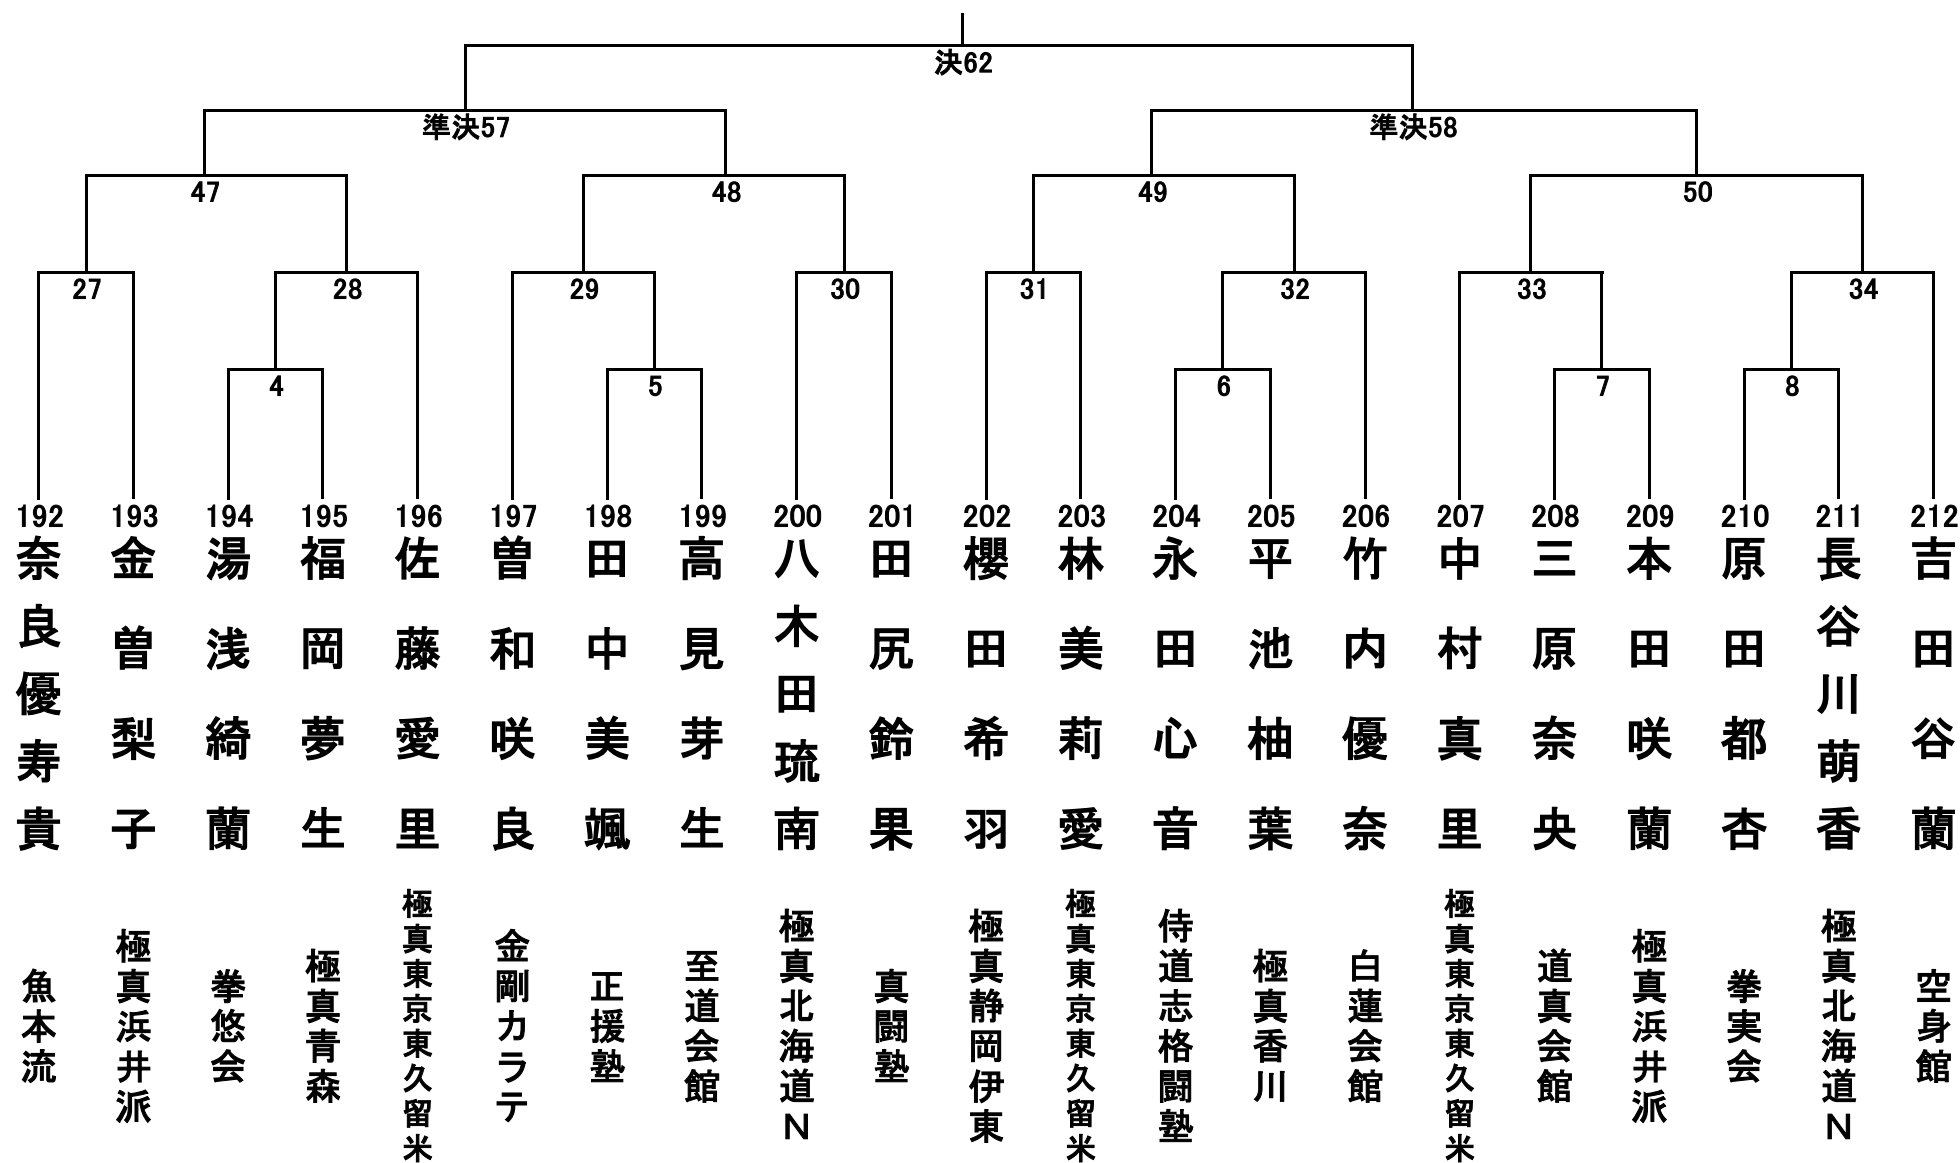 決62
準決57
準決58
47
48
49
50
27
28
29
30
31
32
33
34
4
5
6
7
8
192
193
194
195
196
197
198
199
200
201
202
203
204
205
206
207
208
209
210
211
212
奈良優寿貴
金曽梨子
湯浅綺蘭
福岡夢生
佐藤愛里
曽和咲良
田中美颯
高見芽生
八木田琉南
田尻鈴果
櫻田希羽
林美莉愛
永田心音
平池柚葉
竹内優奈
中村真里
三原奈央
本田咲蘭
原田都杏
長谷川萌香
吉田谷蘭
魚本流
極真浜井派
拳悠会
極真青森
極真東京東久留米
金剛カラテ
正援塾
至道会館
極真北海道Ｎ
真闘塾
極真静岡伊東
極真東京東久留米
侍道志格闘塾
極真香川
白蓮会館
極真東京東久留米
道真会館
極真浜井派
拳実会
極真北海道Ｎ
空身館